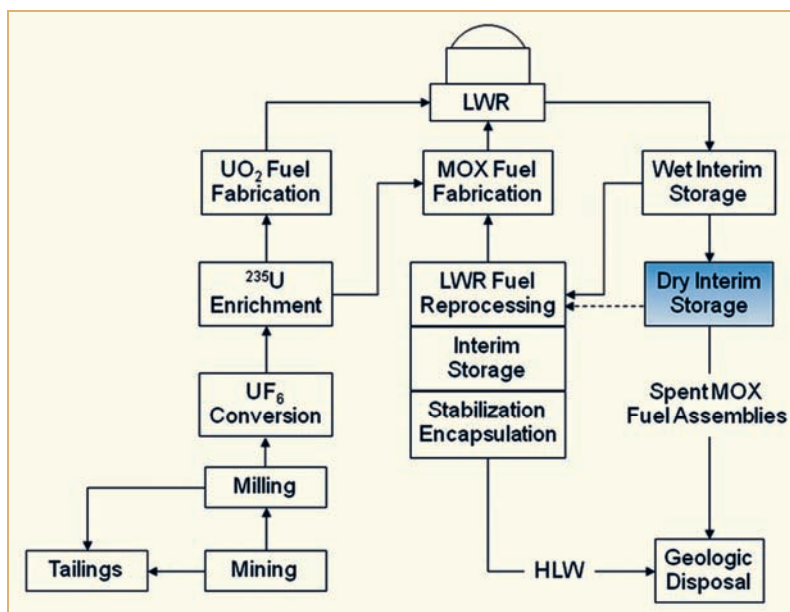 LWR
UO₂ Fuel
Fabrication
MOX Fuel
Fabrication
Wet Interim
Storage
²³⁵U
Enrichment
LWR Fuel
Reprocessing
Dry Interim
Storage
Interim
Storage
UF₆
Conversion
Stabilization
Encapsulation
Spent MOX
Fuel Assemblies
Milling
Tailings
Mining
HLW
Geologic
Disposal